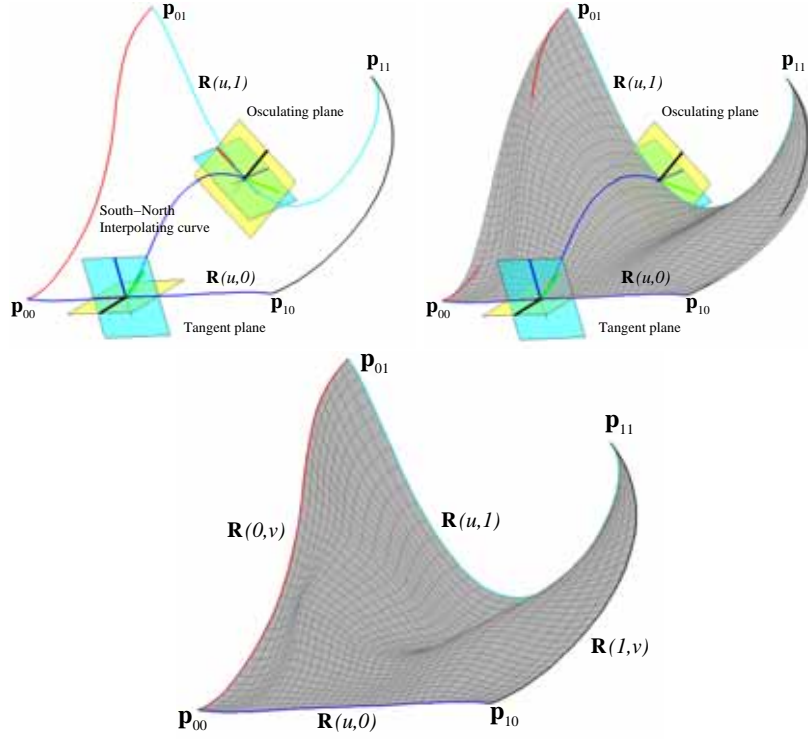 p01
R(u,1)
p11
Osculating plane
South–North
Interpolating curve
R(u,0)
p00
p10
Tangent plane
p01
R(u,1)
p11
Osculating plane
R(u,0)
p00
p10
Tangent plane
p01
p11
R(0,v)
R(u,1)
R(1,v)
p00
R(u,0)
p10